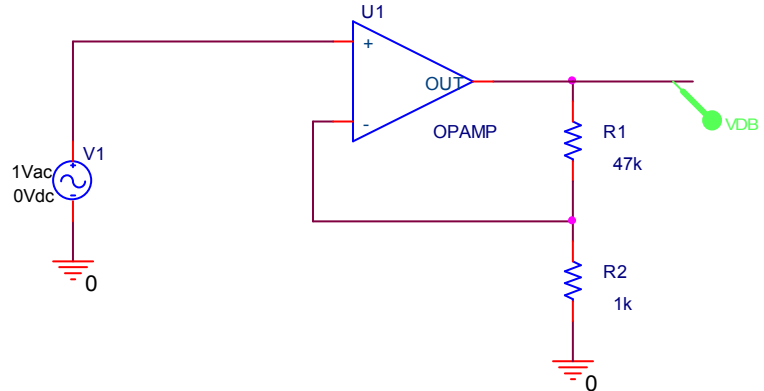 U1
+
OUT
-
OPAMP
VDB
R1
47k
V1
1Vac
0Vdc
+
-
0
R2
1k
0